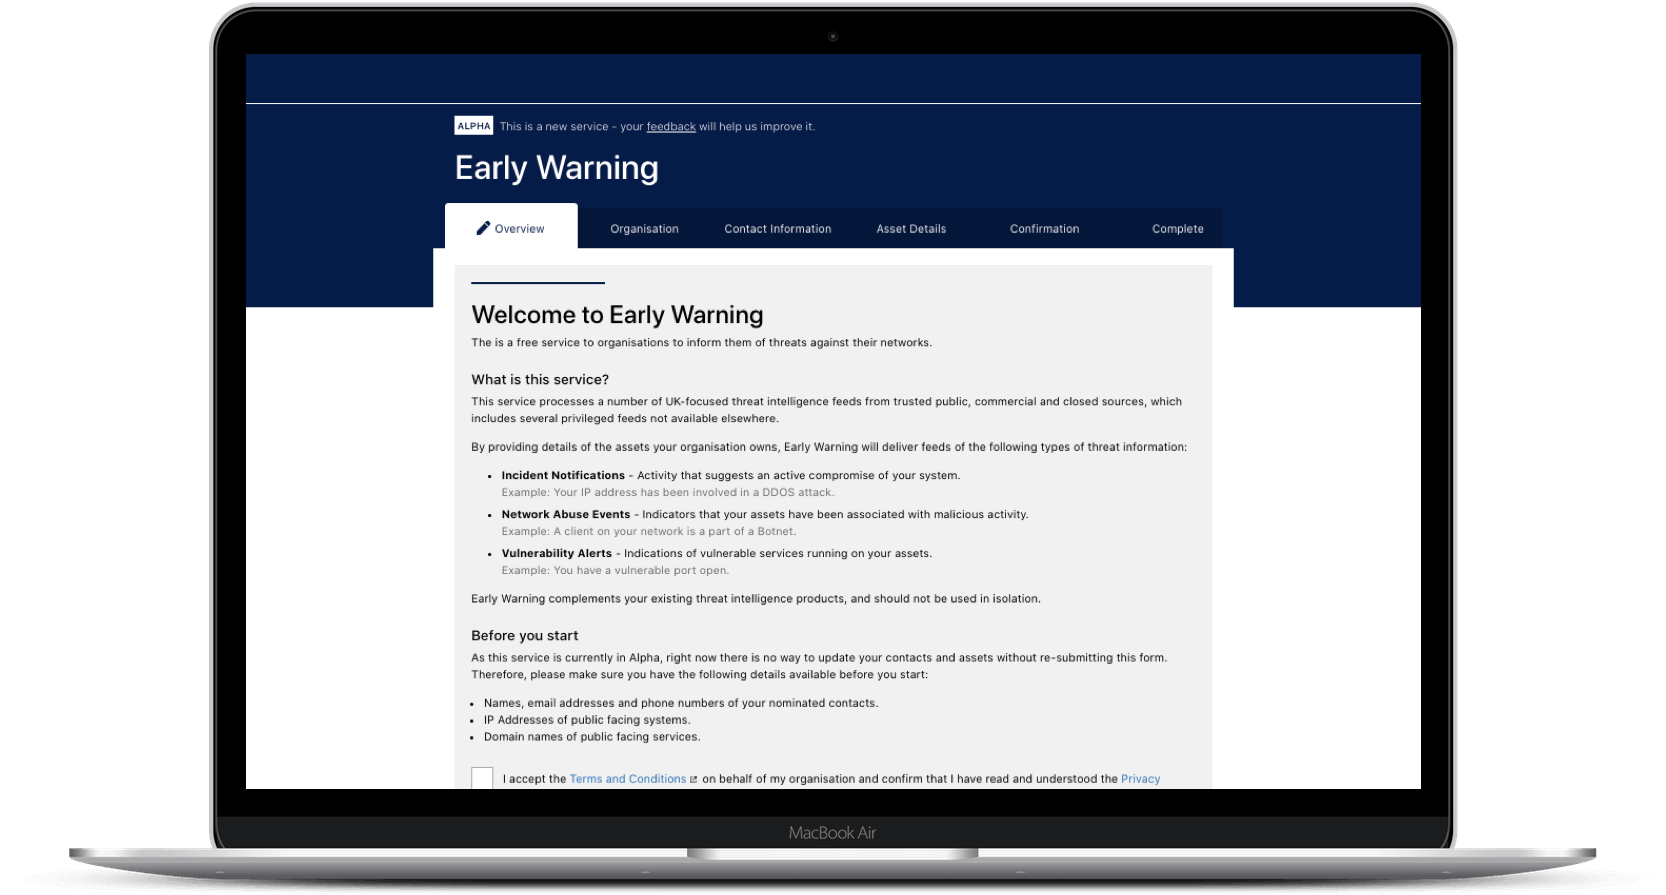 ALPHA This is a new service - your feedback will help us improve it.
Early Warning
Overview Organisation Contact Information Asset Details Confirmation Complete
Welcome to Early Warning
The is a free service to organisations to inform them of threats against their networks.
What is this service?
This service processes a number of UK-focused threat intelligence feeds from trusted public, commercial and closed sources, which
includes several privileged feeds not available elsewhere.
By providing details of the assets your organisation owns, Early Warning will deliver feeds of the following types of threat information:
• Incident Notifications - Activity that suggests an active compromise of your system.
Example: Your IP address has been involved in a DDOS attack.
• Network Abuse Events - Indicators that your assets have been associated with malicious activity.
Example: A client on your network is a part of a Botnet.
• Vulnerability Alerts - Indications of vulnerable services running on your assets.
Example: You have a vulnerable port open.
Early Warning complements your existing threat intelligence products, and should not be used in isolation.
Before you start
As this service is currently in Alpha, right now there is no way to update your contacts and assets without re-submitting this form.
Therefore, please make sure you have the following details available before you start:
• Names, email addresses and phone numbers of your nominated contacts.
• IP Addresses of public facing systems.
• Domain names of public facing services.
I accept the Terms and Conditions on behalf of my organisation and confirm that I have read and understood the Privacy
MacBook Air